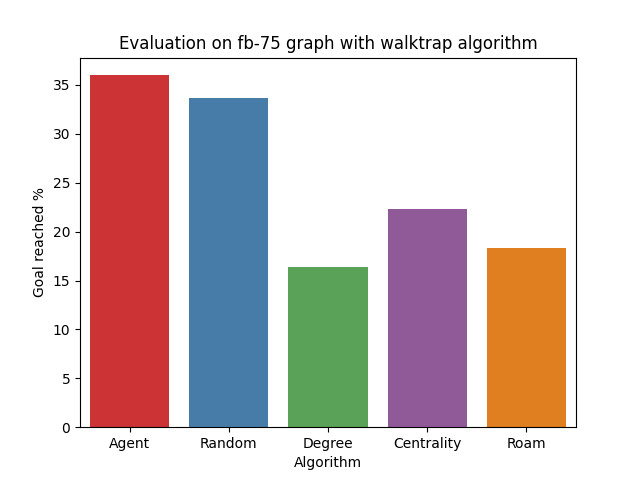 Evaluation on fb-75 graph with walktrap algorithm
Goal reached %
35
30
25
20
15
10
5
0
Agent Random Degree Centrality Roam
Algorithm